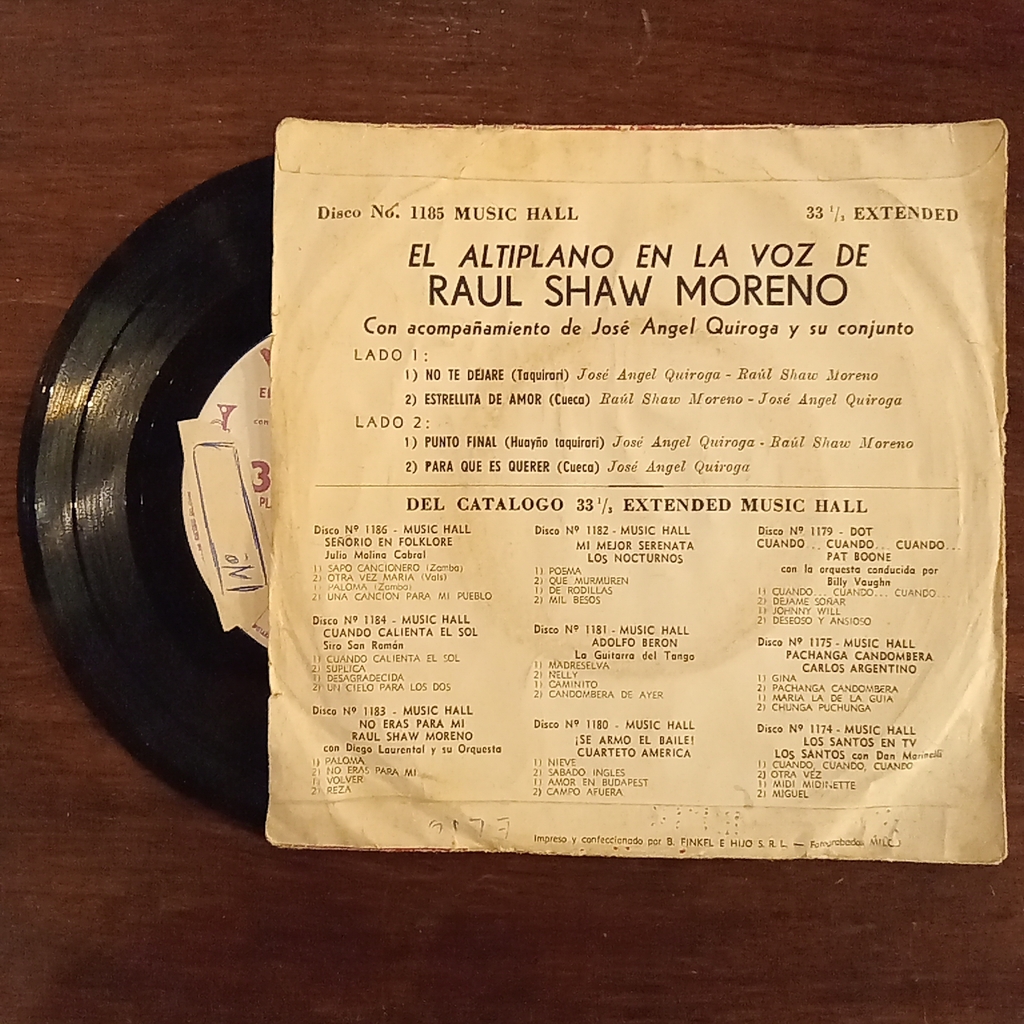 Disco No. 1185 MUSIC HALL
33 1/3 EXTENDED
EL ALTIPLANO EN LA VOZ DE
RAUL SHAW MORENO
Con acompañamiento de José Angel Quiroga y su conjunto
LADO 1:
1) NO TE DEJARE (Taquirari) José Angel Quiroga - Raúl Shaw Moreno
2) ESTRELLITA DE AMOR (Cueca) Raúl Shaw Moreno - José Angel Quiroga
LADO 2:
1) PUNTO FINAL (Huayño taquirari) José Angel Quiroga - Raúl Shaw Moreno
2) PARA QUE ES QUERER (Cueca) José Angel Quiroga
DEL CATALOGO 33 1/3 EXTENDED MUSIC HALL
Disco Nº 1186 - MUSIC HALL
SEÑORIO EN FOLKLORE
Julio Molina Cabral
1) SAPO CANCIONERO (Zamba)
2) OTRA VEZ MARIA (Vals)
1) PALOMA (Zamba)
2) UNA CANCION PARA MI PUEBLO
Disco Nº 1184 - MUSIC HALL
CUANDO CALIENTA EL SOL
Siro San Román
1) CUANDO CALIENTA EL SOL
2) SUPLICA
1) DESAGRADECIDA
2) UN CIELO PARA LOS DOS
Disco Nº 1183 - MUSIC HALL
NO ERAS PARA MI
RAUL SHAW MORENO
con Diego Laurental y su Orquesta
1) PALOMA
2) NO ERAS PARA MI
1) VOLVER
2) REZA
Disco Nº 1182 - MUSIC HALL
MI MEJOR SERENATA
LOS NOCTURNOS
1) POEMA
2) QUE MURMUREN
1) DE RODILLAS
2) MIL BESOS
Disco Nº 1181 - MUSIC HALL
ADOLFO BERON
La Guitarra del Tango
1) MADRESELVA
2) NELLY
1) CAMINITO
2) CANDOMBERA DE AYER
Disco Nº 1180 - MUSIC HALL
¡SE ARMO EL BAILE!
CUARTETO AMERICA
1) NIEVE
2) SABADO INGLES
1) AMOR EN BUDAPEST
2) CAMPO AFUERA
Disco Nº 1179 - DOT
CUANDO... CUANDO... CUANDO...
PAT BOONE
con la orquesta conducida por
Billy Vaughn
1) CUANDO... CUANDO... CUANDO...
2) DEJAME SOÑAR
1) JOHNNY WILL
2) DESEOSO Y ANSIOSO
Disco Nº 1175 - MUSIC HALL
PACHANGA CANDOMBERA
CARLOS ARGENTINO
1) GINA
2) PACHANGA CANDOMBERA
1) MARIA LA DE LA GUIA
2) CHUNGA PUCHUNGA
Disco Nº 1174 - MUSIC HALL
LOS SANTOS EN TV
LOS SANTOS con Dan Marinelli
1) CUANDO, CUANDO, CUANDO
2) OTRA VEZ
1) MIDI MIDINETTE
2) MIGUEL
Impreso y confeccionado por B. FINKEL E HIJO S. R. L. —
No.